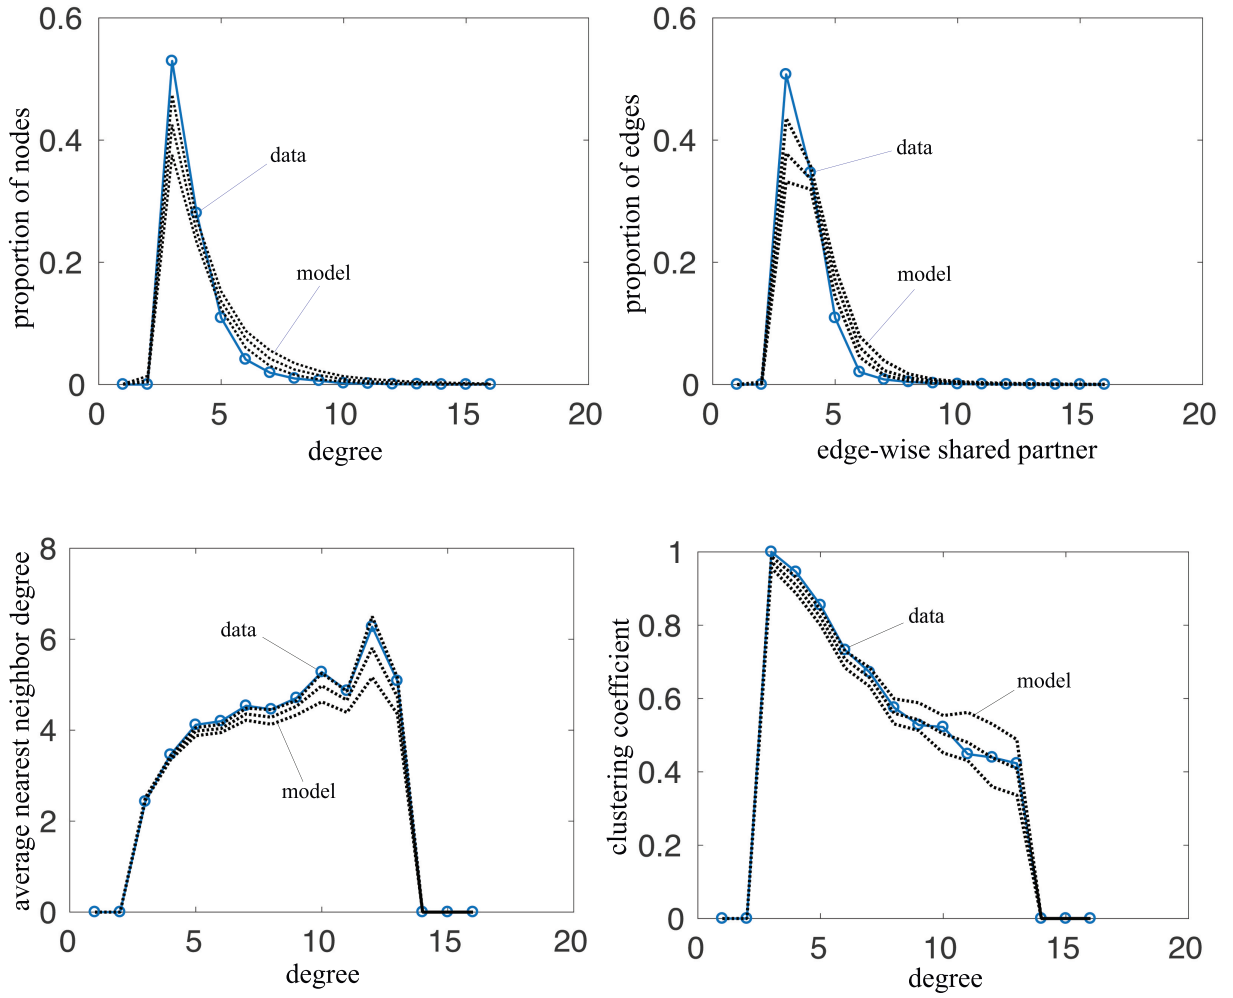 0.6
0.4
0.2
0
0 5 10 15 20
proportion of nodes
degree
data
model
0.6
0.4
0.2
0
0 5 10 15 20
proportion of edges
edge-wise shared partner
data
model
8
6
4
2
0
0 5 10 15 20
average nearest neighbor degree
degree
data
model
1
0.8
0.6
0.4
0.2
0
0 5 10 15 20
clustering coefficient
degree
data
model